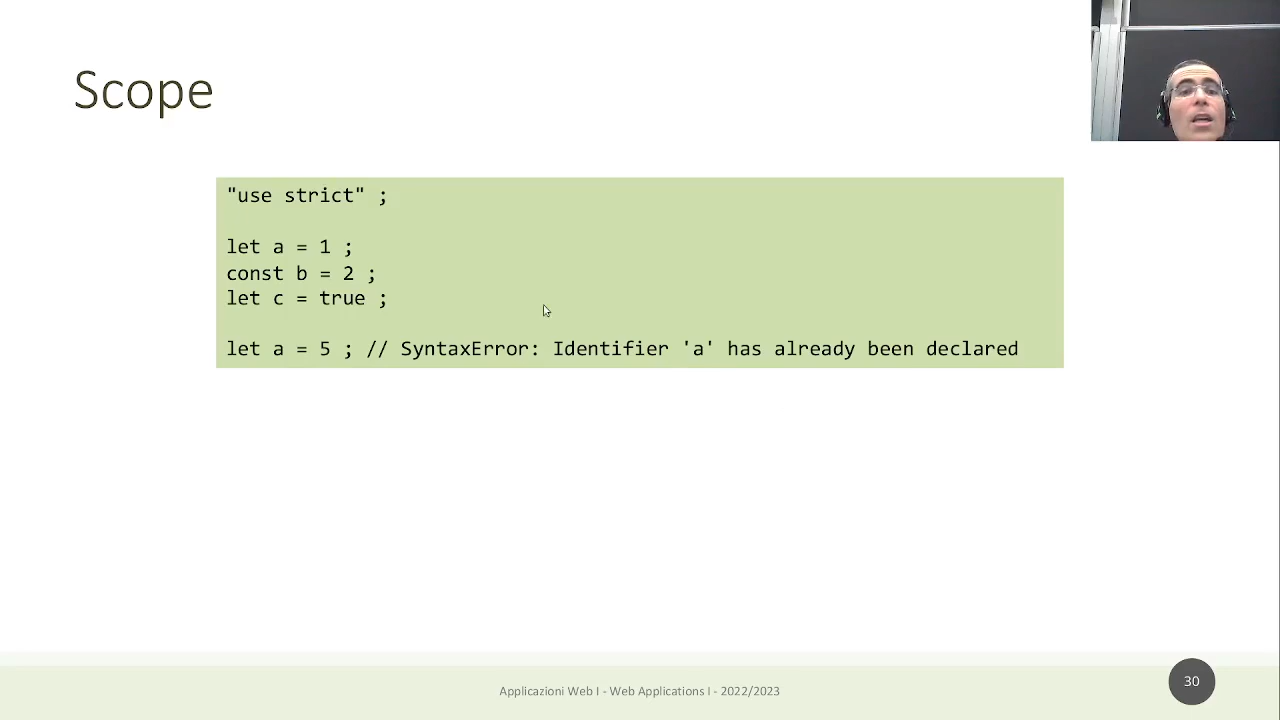 Scope
"use strict" ;
let a = 1 ;
const b = 2 ;
let c = true ;
let a = 5 ; // SyntaxError: Identifier 'a' has already been declared
Applicazioni Web I - Web Applications I - 2022/2023
30